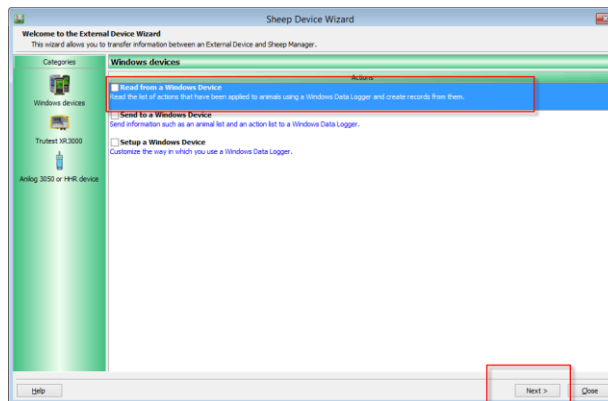 Sheep Device Wizard
Welcome to the External Device Wizard
This wizard allows you to transfer information between an External Device and Sheep Manager.
Categories
Windows devices
Trutest XR3000
Anilog 3050 or HHR device
Windows devices
Actions
Read from a Windows Device
Read the list of actions that have been applied to animals using a Windows Data Logger and create records from them.
Send to a Windows Device
Send information such as an animal list and an action list to a Windows Data Logger.
Setup a Windows Device
Customize the way in which you use a Windows Data Logger.
Help
Next >
Close